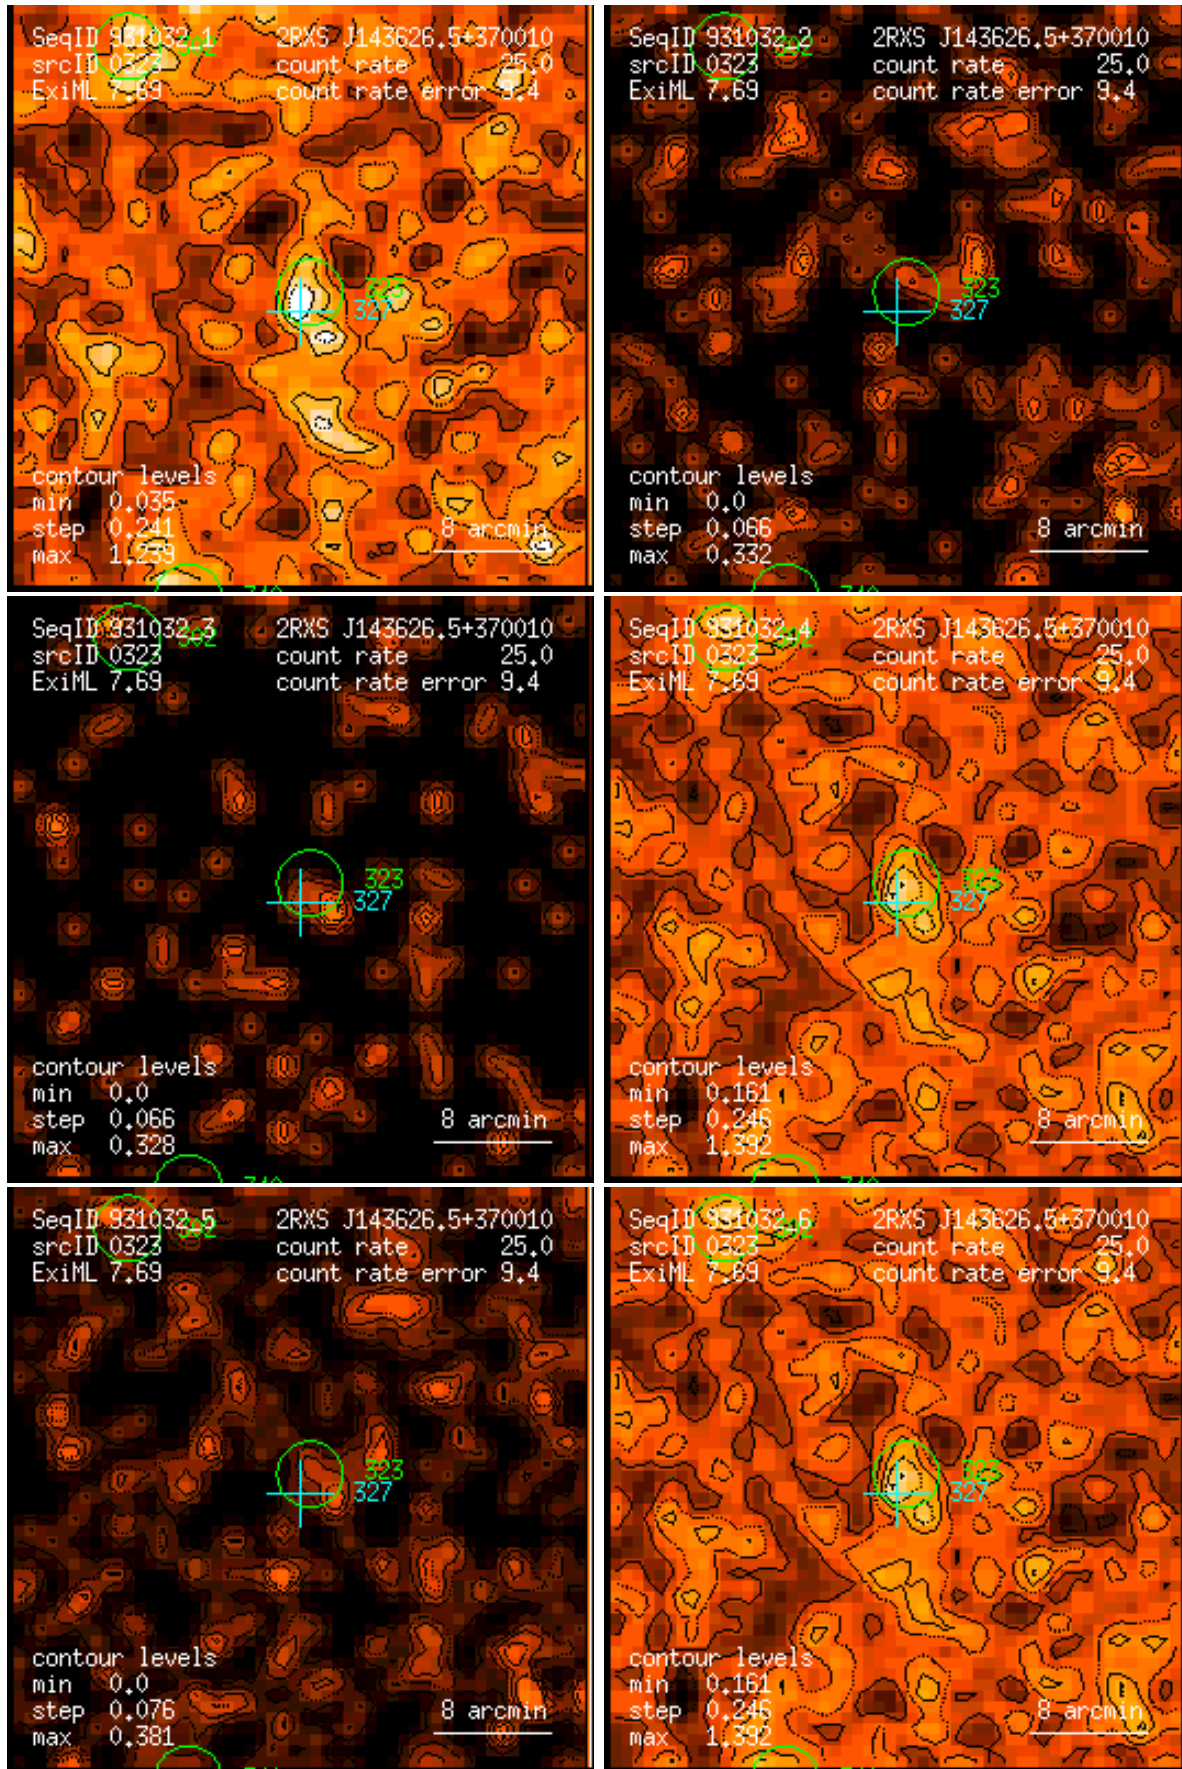 SeqID 931032_1 2RXS J143626.5+370010
srcID 0323 count rate 25.0
ExiML 7.69 count rate error 9.4
323
327
contour levels
min 0.035
step 0.241
max 1.239
8 arcmin
SeqID 931032_2 2RXS J143626.5+370010
srcID 0323 count rate 25.0
ExiML 7.69 count rate error 9.4
323
327
contour levels
min 0.0
step 0.066
max 0.332
8 arcmin
SeqID 931032_3 2RXS J143626.5+370010
srcID 0323 count rate 25.0
ExiML 7.69 count rate error 9.4
323
327
contour levels
min 0.0
step 0.066
max 0.328
8 arcmin
SeqID 931032_4 2RXS J143626.5+370010
srcID 0323 count rate 25.0
ExiML 7.69 count rate error 9.4
323
327
contour levels
min 0.161
step 0.246
max 1.392
8 arcmin
SeqID 931032_5 2RXS J143626.5+370010
srcID 0323 count rate 25.0
ExiML 7.69 count rate error 9.4
323
327
contour levels
min 0.0
step 0.076
max 0.381
8 arcmin
SeqID 931032_6 2RXS J143626.5+370010
srcID 0323 count rate 25.0
ExiML 7.69 count rate error 9.4
323
327
contour levels
min 0.161
step 0.246
max 1.392
8 arcmin